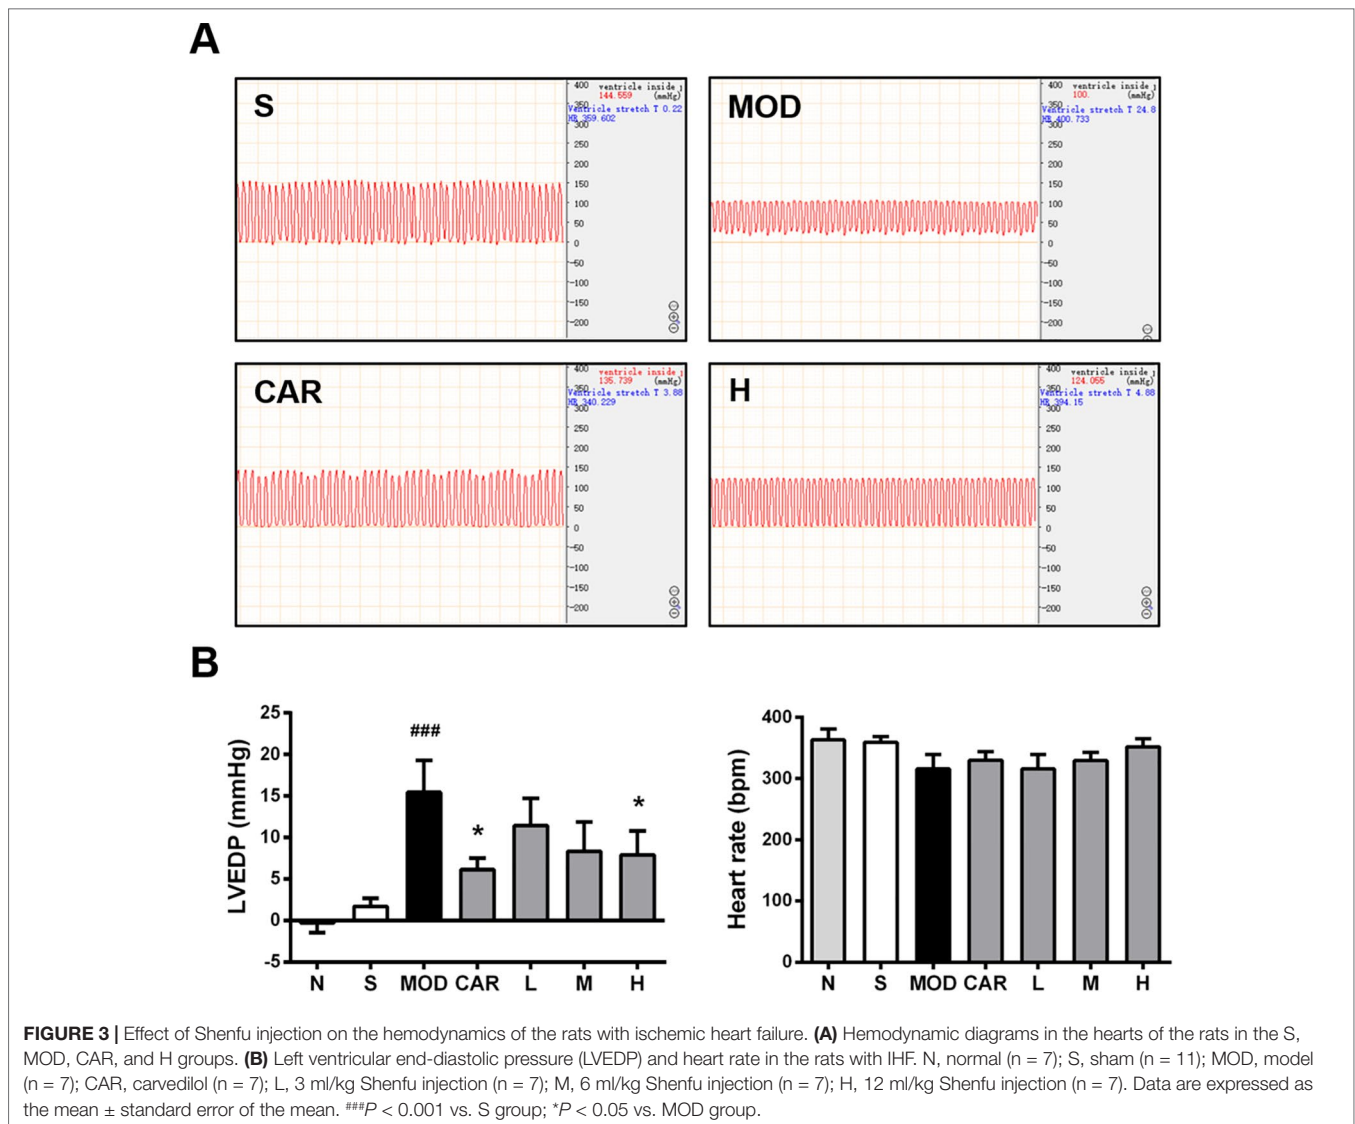 A
S
400
350
300
250
200
150
100
50
0
-50
-100
-150
-200
ventricle inside
144.559 (mmHg)
Ventricle stretch T 0.22
HR 359.602
MOD
400
350
300
250
200
150
100
50
0
-50
-100
-150
-200
ventricle inside
100. (mmHg)
Ventricle stretch T 24.8
HR 400.733
CAR
400
350
300
250
200
150
100
50
0
-50
-100
-150
-200
ventricle inside
135.739 (mmHg)
Ventricle stretch T 3.88
HR 340.229
H
400
350
300
250
200
150
100
50
0
-50
-100
-150
-200
ventricle inside
124.055 (mmHg)
Ventricle stretch T 4.88
HR 394.15
B
LVEDP (mmHg)
25
20
15
10
5
0
-5
###
*
*
N S MOD CAR L M H
Heart rate (bpm)
400
300
200
100
0
N S MOD CAR L M H
FIGURE 3 | Effect of Shenfu injection on the hemodynamics of the rats with ischemic heart failure. (A) Hemodynamic diagrams in the hearts of the rats in the S,
MOD, CAR, and H groups. (B) Left ventricular end-diastolic pressure (LVEDP) and heart rate in the rats with IHF. N, normal (n = 7); S, sham (n = 11); MOD, model
(n = 7); CAR, carvedilol (n = 7); L, 3 ml/kg Shenfu injection (n = 7); M, 6 ml/kg Shenfu injection (n = 7); H, 12 ml/kg Shenfu injection (n = 7). Data are expressed as
the mean ± standard error of the mean. ###P < 0.001 vs. S group; *P < 0.05 vs. MOD group.